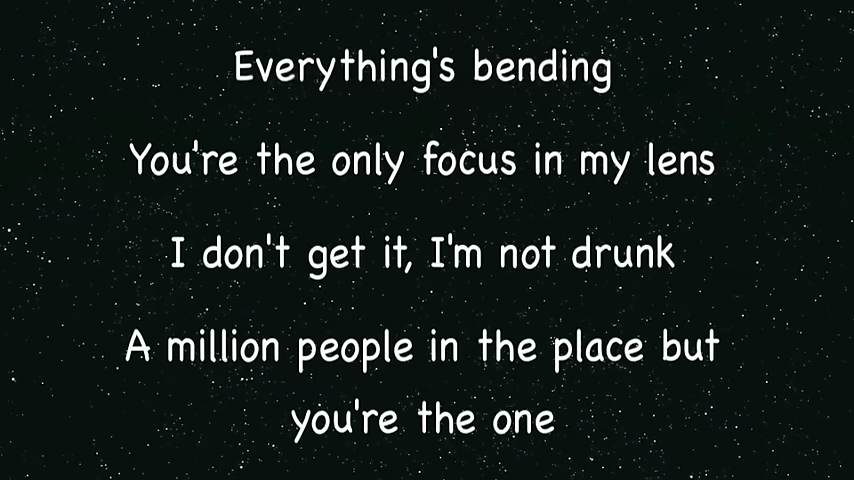 Everything's bending
You're the only focus in my lens
I don't get it, I'm not drunk
A million people in the place but
you're the one